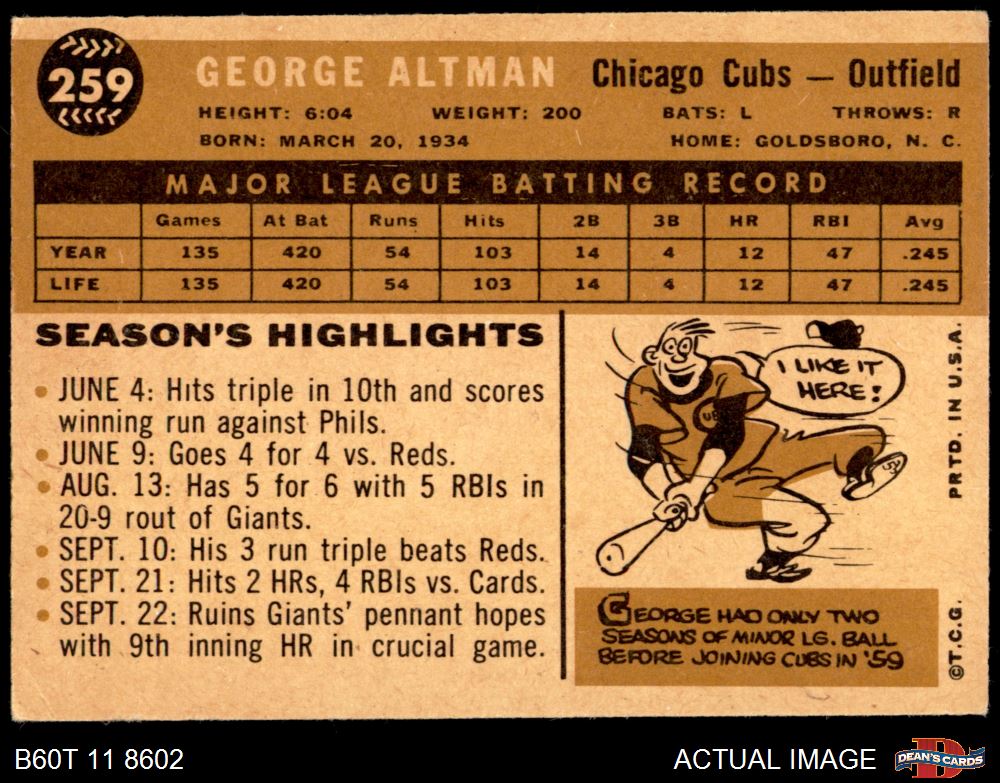 259
GEORGE ALTMAN Chicago Cubs — Outfield
HEIGHT: 6:04 WEIGHT: 200 BATS: L THROWS: R
BORN: MARCH 20, 1934 HOME: GOLDSBORO, N. C.
MAJOR LEAGUE BATTING RECORD
Games At Bat Runs Hits 2B 3B HR RBI Avg
YEAR 135 420 54 103 14 4 12 47 .245
LIFE 135 420 54 103 14 4 12 47 .245
SEASON'S HIGHLIGHTS
• JUNE 4: Hits triple in 10th and scores
winning run against Phils.
• JUNE 9: Goes 4 for 4 vs. Reds.
• AUG. 13: Has 5 for 6 with 5 RBIs in
20-9 rout of Giants.
• SEPT. 10: His 3 run triple beats Reds.
• SEPT. 21: Hits 2 HRs, 4 RBIs vs. Cards.
• SEPT. 22: Ruins Giants' pennant hopes
with 9th inning HR in crucial game.
I LIKE IT
HERE!
UB
GEORGE HAD ONLY TWO
SEASONS OF MINOR LG. BALL
BEFORE JOINING CUBS IN '59
©T.C.G. PRTD. IN U.S.A.
B60T 11 8602 ACTUAL IMAGE
DEAN'S CARDS